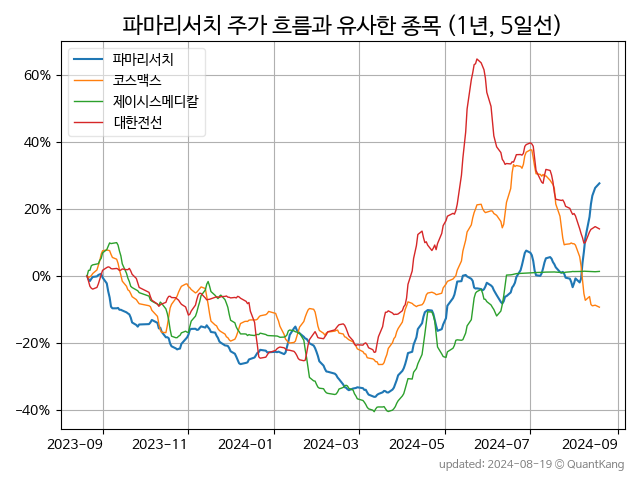 파마리서치 주가 흐름과 유사한 종목 (1년, 5일선)
파마리서치
코스맥스
제이시스메디칼
대한전선
60%
40%
20%
0%
−20%
−40%
2023-09 2023-11 2024-01 2024-03 2024-05 2024-07 2024-09
updated: 2024-08-19 © QuantKang